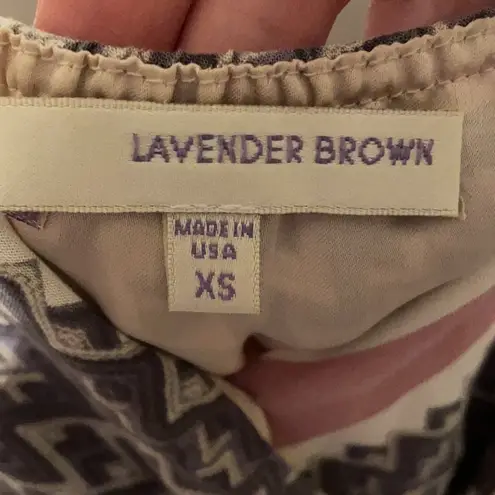 LAVENDER BROWN
MADE IN
USA
XS